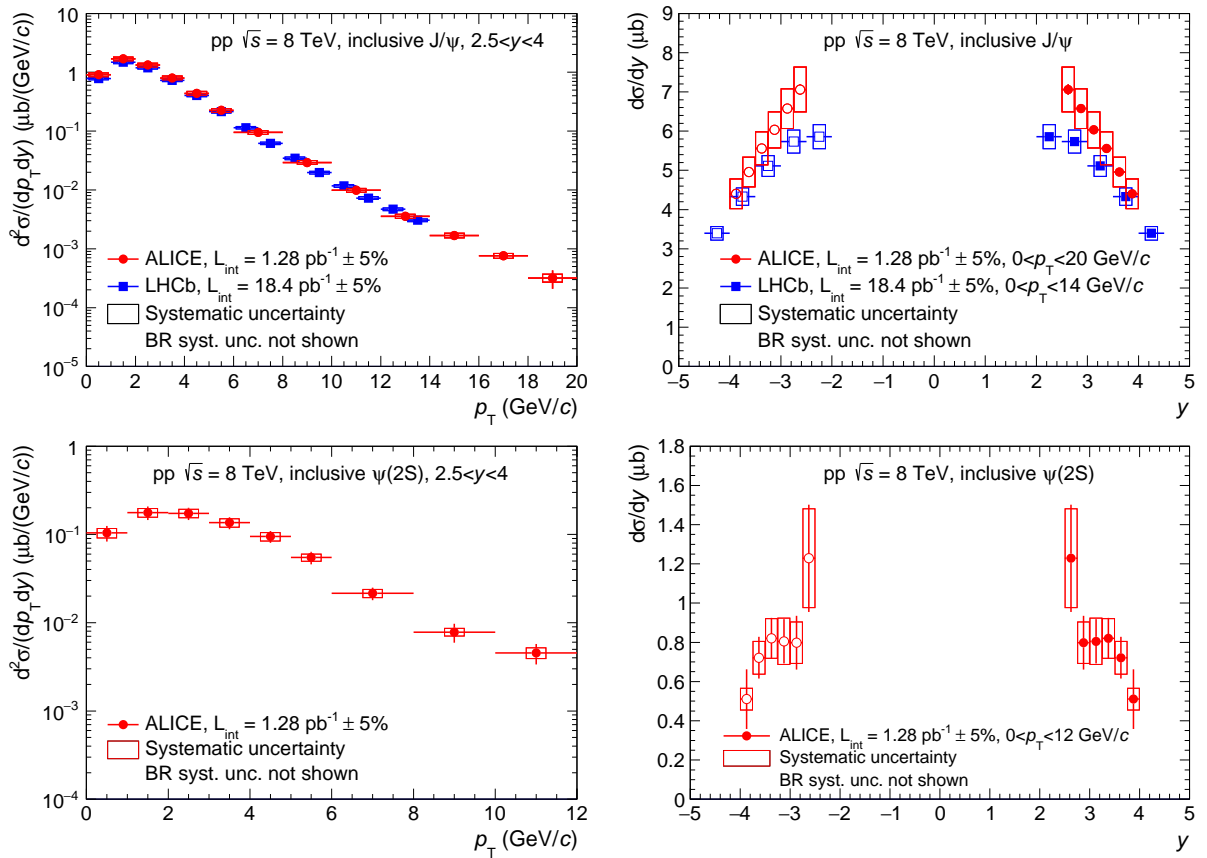 pp √s = 8 TeV, inclusive J/ψ, 2.5<y<4
d²σ/(dp_T dy) (μb/(GeV/c))
10
1
10⁻¹
10⁻²
10⁻³
10⁻⁴
10⁻⁵
ALICE, L_int = 1.28 pb⁻¹ ± 5%
LHCb, L_int = 18.4 pb⁻¹ ± 5%
Systematic uncertainty
BR syst. unc. not shown
0 2 4 6 8 10 12 14 16 18 20
p_T (GeV/c)
pp √s = 8 TeV, inclusive J/ψ
dσ/dy (μb)
9
8
7
6
5
4
3
2
1
0
ALICE, L_int = 1.28 pb⁻¹ ± 5%, 0<p_T<20 GeV/c
LHCb, L_int = 18.4 pb⁻¹ ± 5%, 0<p_T<14 GeV/c
Systematic uncertainty
BR syst. unc. not shown
−5 −4 −3 −2 −1 0 1 2 3 4 5
y
pp √s = 8 TeV, inclusive ψ(2S), 2.5<y<4
d²σ/(dp_T dy) (μb/(GeV/c))
1
10⁻¹
10⁻²
10⁻³
10⁻⁴
ALICE, L_int = 1.28 pb⁻¹ ± 5%
Systematic uncertainty
BR syst. unc. not shown
0 2 4 6 8 10 12
p_T (GeV/c)
pp √s = 8 TeV, inclusive ψ(2S)
dσ/dy (μb)
1.8
1.6
1.4
1.2
1
0.8
0.6
0.4
0.2
0
ALICE, L_int = 1.28 pb⁻¹ ± 5%, 0<p_T<12 GeV/c
Systematic uncertainty
BR syst. unc. not shown
−5 −4 −3 −2 −1 0 1 2 3 4 5
y